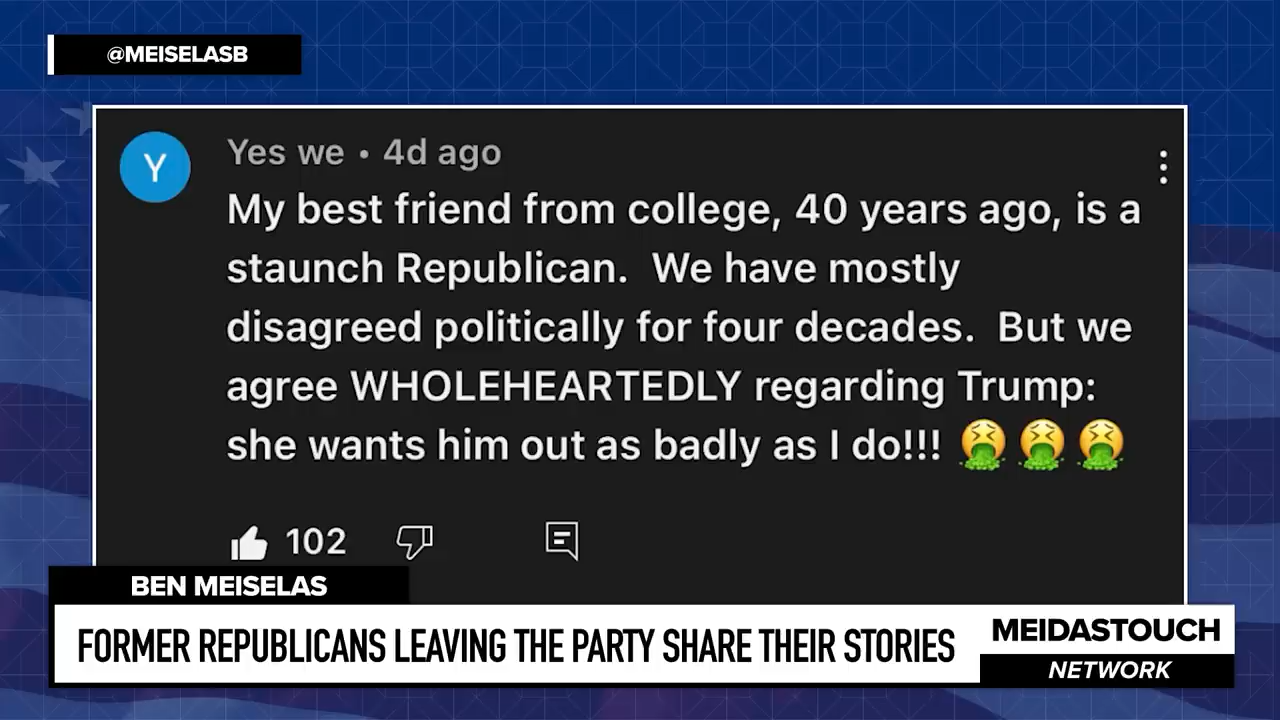 @MEISELASB
Y
Yes we • 4d ago
My best friend from college, 40 years ago, is a
staunch Republican.  We have mostly
disagreed politically for four decades.  But we
agree WHOLEHEARTEDLY regarding Trump:
she wants him out as badly as I do!!! 🤮 🤮 🤮
102
BEN MEISELAS
FORMER REPUBLICANS LEAVING THE PARTY SHARE THEIR STORIES
MEIDASTOUCH
NETWORK